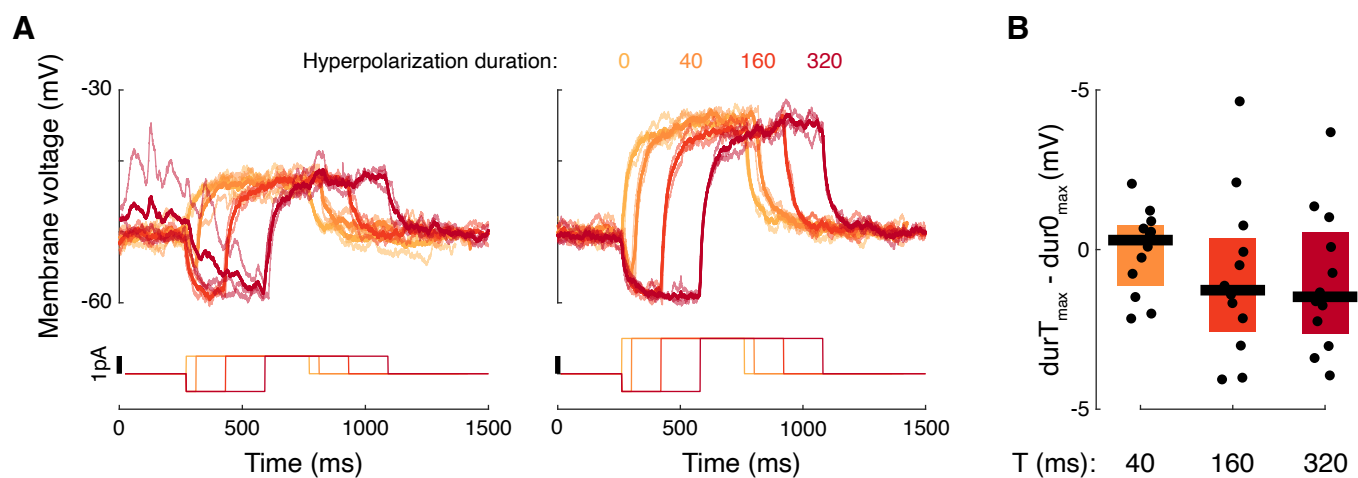 A
B
Hyperpolarization duration: 0 40 160 320
Membrane voltage (mV)
-30
-60
1pA
0 500 1000 1500
Time (ms)
0 500 1000 1500
Time (ms)
durTmax - dur0max (mV)
-5
0
-5
T (ms): 40 160 320